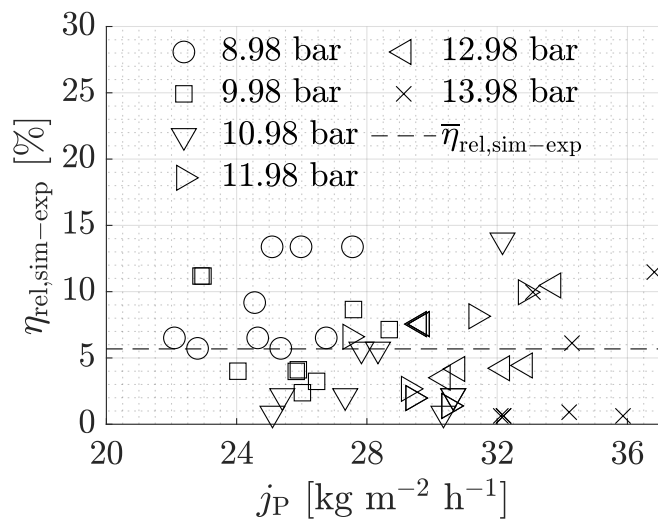 30
25
20
15
10
5
0
η_rel,sim−exp [%]
8.98 bar
9.98 bar
10.98 bar
11.98 bar
12.98 bar
13.98 bar
η̅_rel,sim−exp
20 24 28 32 36
j_P [kg m⁻² h⁻¹]